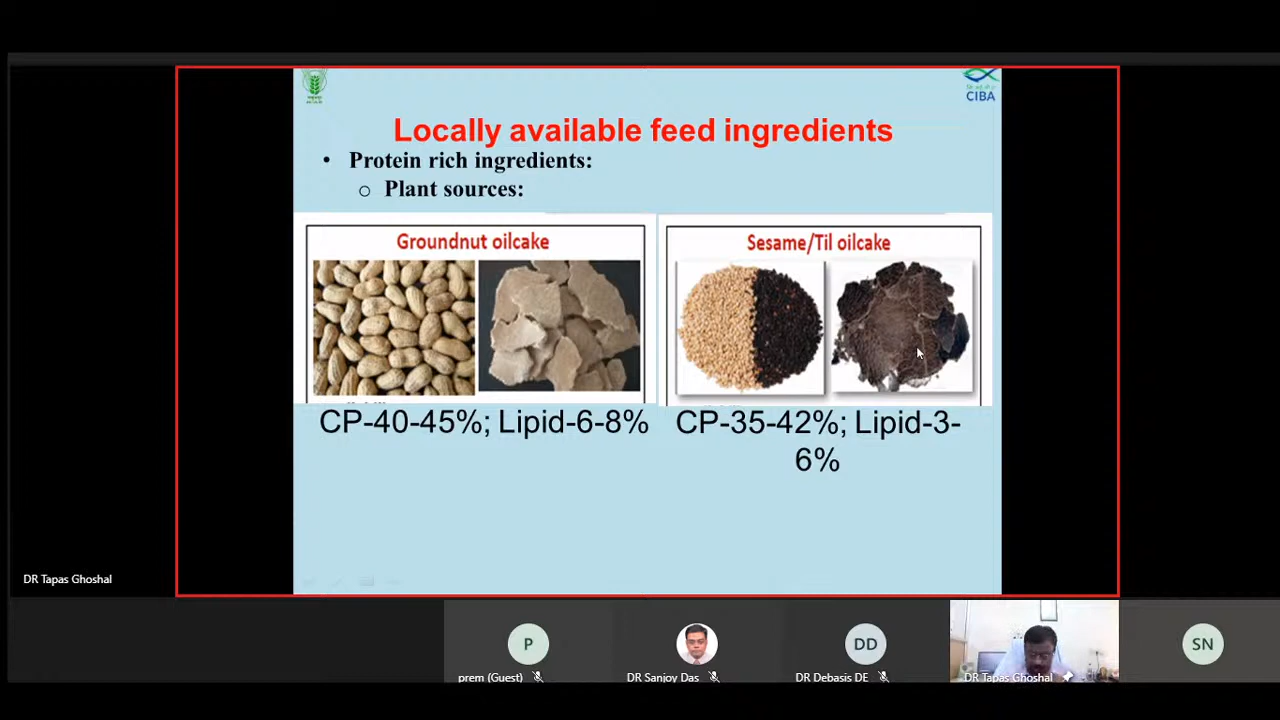 CIBA
Locally available feed ingredients
• Protein rich ingredients:
o Plant sources:
Groundnut oilcake
Sesame/Til oilcake
CP-40-45%; Lipid-6-8%
CP-35-42%; Lipid-3-
6%
DR Tapas Ghoshal
P
DD
SN
prem (Guest)
DR Sanjoy Das
DR Debasis DE
DR Tapas Ghoshal